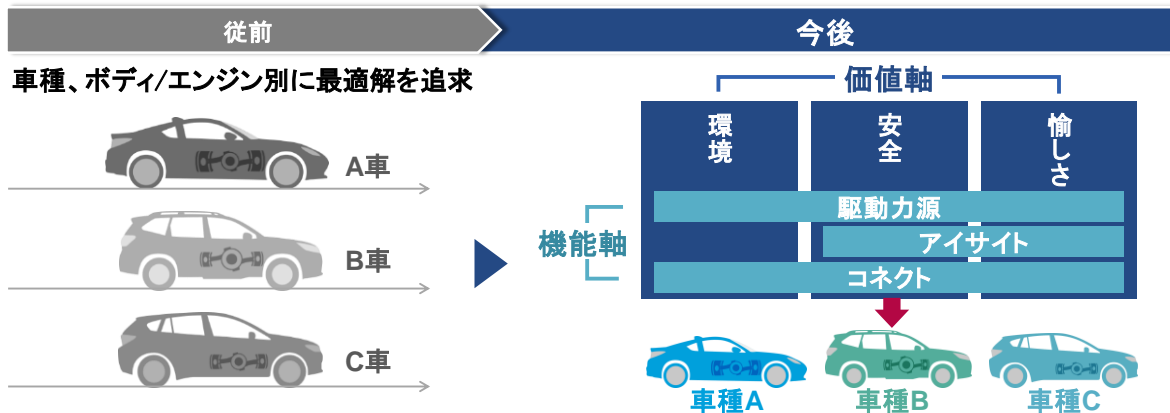 従前
今後
車種、ボディ/エンジン別に最適解を追求
A車
B車
C車
価値軸
環境
安全
愉しさ
機能軸
駆動力源
アイサイト
コネクト
車種A
車種B
車種C